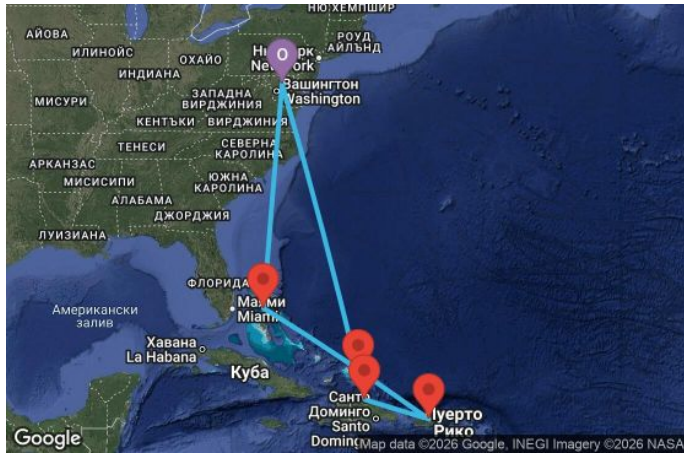 НЮ ХЕМПШИР
АЙОВА
РОУД
АЙЛЪНД
ИЛИНОЙС
ОХАЙО
New York
O
ИНДИАНА
Вашингтон
Washington
ЗАПАДНА
ВИРДЖИНИЯ
МИСУРИ
КЕНТЪКИ
ВИРДЖИНИЯ
ТЕНЕСИ
СЕВЕРНА
КАРОЛИНА
АРКАНЗАС
МИСИСИПИ
ЮЖНА
КАРОЛИНА
АЛАБАМА
ДЖОРДЖИЯ
ЛУИЗИАНА
ФЛОРИДА
Маями
Miami
Американски
залив
Хавана
La Habana
Куба
Санто
Доминго
Santo
Domingo
Пуерто
Рико
Google
Map data ©2026 Google, INEGI Imagery ©2026 NASA